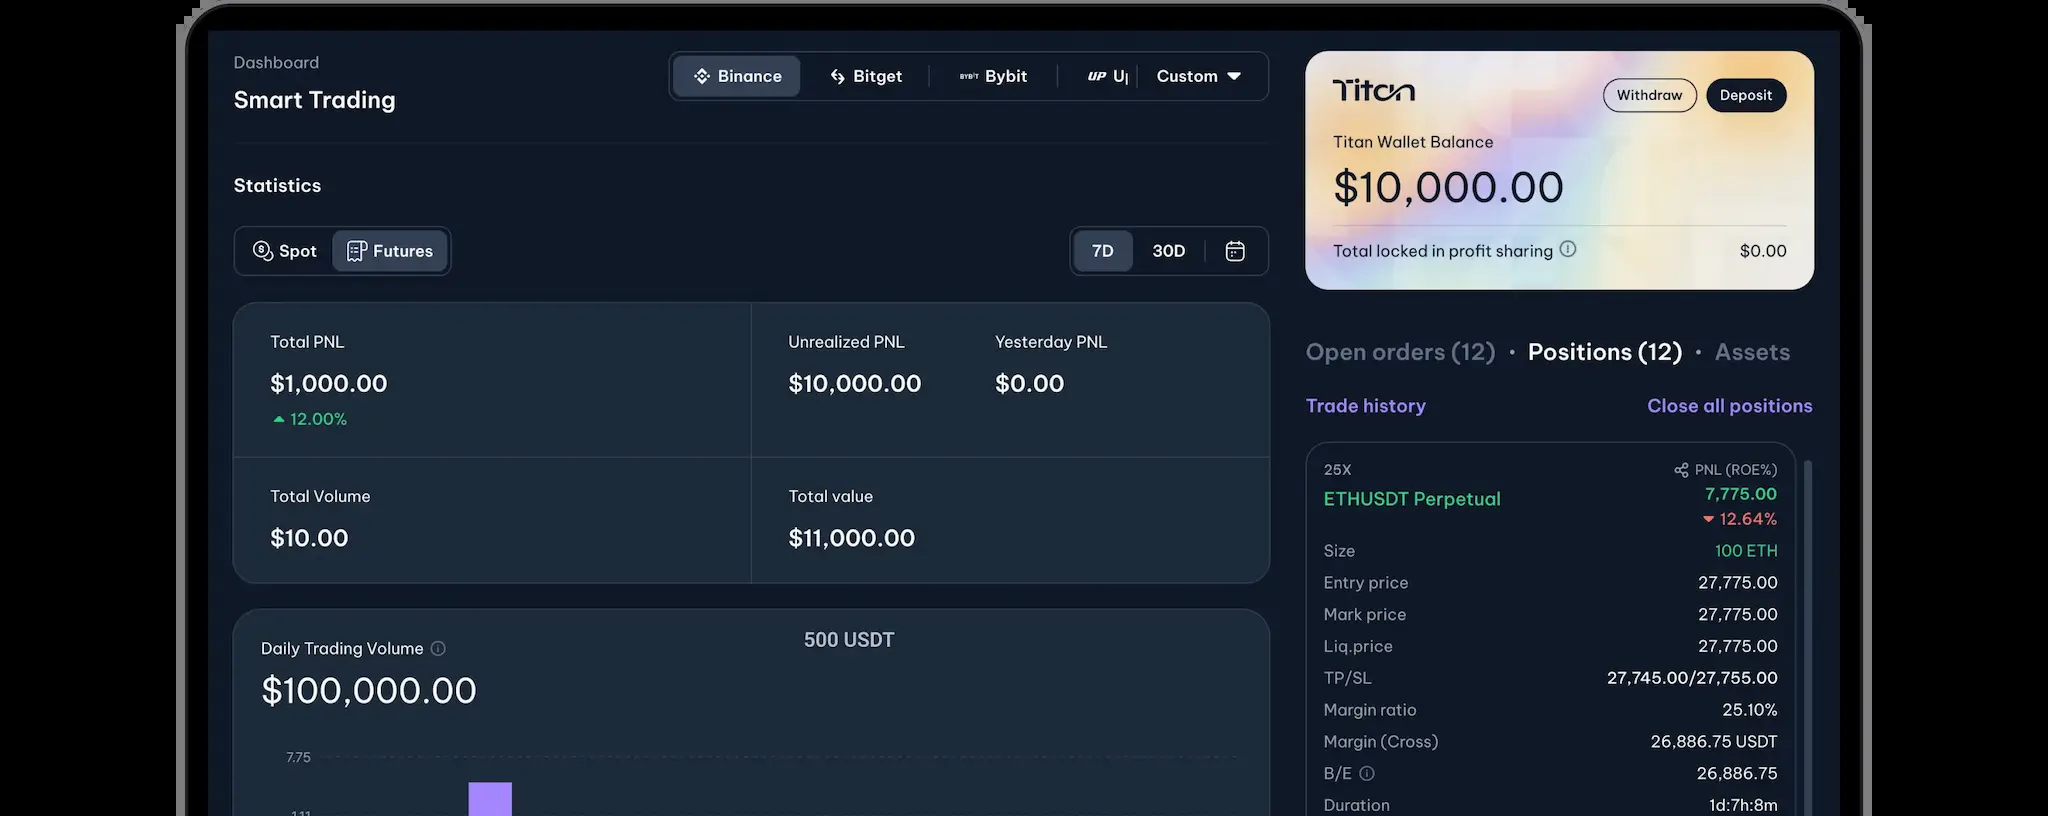 Dashboard
Smart Trading
Binance
Bitget
BYBIT Bybit
UP
Custom
Statistics
Spot
Futures
7D
30D
Total PNL
$1,000.00
12.00%
Unrealized PNL
$10,000.00
Yesterday PNL
$0.00
Total Volume
$10.00
Total value
$11,000.00
Daily Trading Volume
$100,000.00
500 USDT
7.75
Titan
Withdraw
Deposit
Titan Wallet Balance
$10,000.00
Total locked in profit sharing
$0.00
Open orders (12) • Positions (12) • Assets
Trade history
Close all positions
25X
PNL (ROE%)
ETHUSDT Perpetual
7,775.00
12.64%
Size 100 ETH
Entry price 27,775.00
Mark price 27,775.00
Liq.price 27,775.00
TP/SL 27,745.00/27,755.00
Margin ratio 25.10%
Margin (Cross) 26,886.75 USDT
B/E 26,886.75
Duration 1d:7h:8m